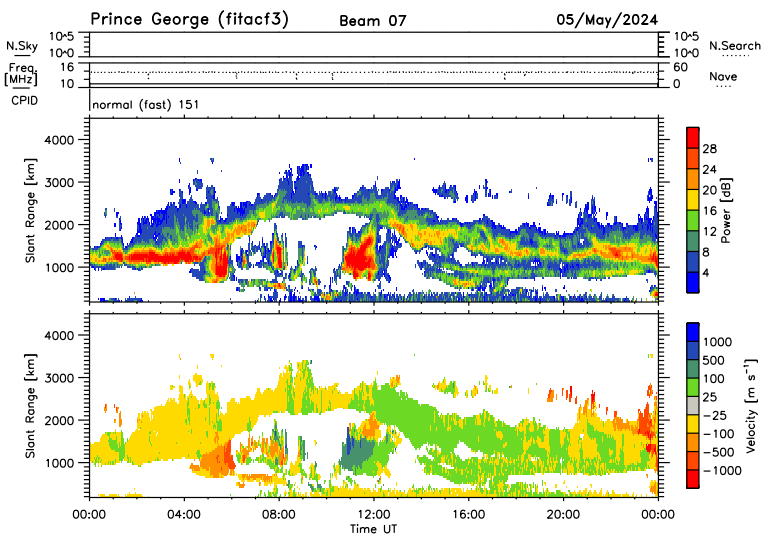 Prince George (fitacf3) Beam 07 05/May/2024
N.Sky 10^5 10^0 10^5 10^0 N.Search
Freq [MHz] 16 10 60 0 Nave
CPID normal (fast) 151
Slant Range [km] 4000 3000 2000 1000
28 24 20 16 12 8 4 Power [dB]
Slant Range [km] 4000 3000 2000 1000
1000 500 100 25 −25 −100 −500 −1000 Velocity [m s⁻¹]
00:00 04:00 08:00 12:00 16:00 20:00 00:00
Time UT